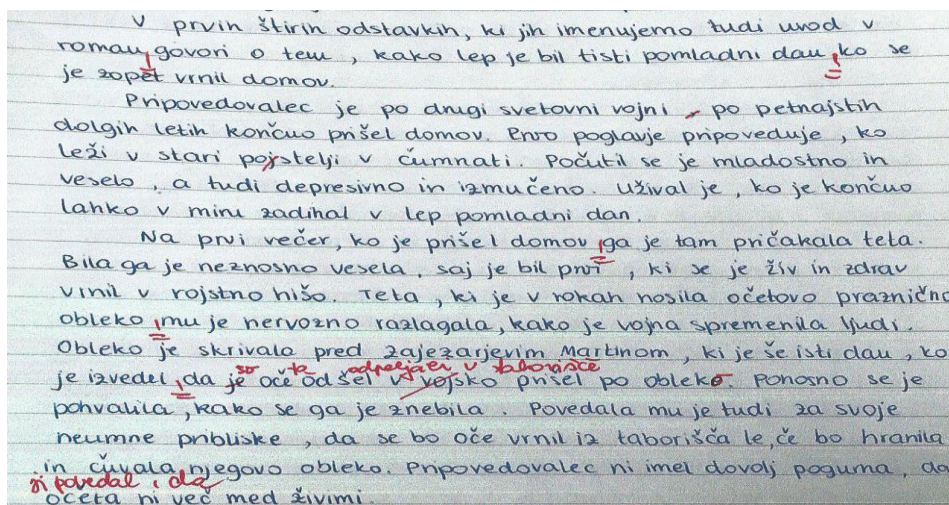 V prvih štirih odstavkih, ki jih imenujemo tudi uvod v
roman, govori o tem, kako lep je bil tisti pomladni dan, ko se
je zopet vrnil domov.
Pripovedovalec je po drugi svetovni vojni - po petnajstih
dolgih letih končno prišel domov. Prvo poglavje pripoveduje, ko
leži v stari pojstelji v čumnati. Počutil se je mladostno in
veselo, a tudi depresivno in izmučeno. Užival je, ko je končno
lahko v miru zadihal v lep pomladni dan.
Na prvi večer, ko je prišel domov, ga je tam pričakala teta.
Bila ga je neznosno vesela, saj je bil prvi, ki se je živ in zdrav
vrnil v rojstno hišo. Teta, ki je v rokah nosila očetovo praznično
obleko, mu je nervozno razlagala, kako je vojna spremenila ljudi.
Obleko je skrivala pred zajezarjevim Martinom, ki je še isti dan, ko
so ta odpeljali v taborišče
je izvedel, da je oče odšel v vojsko prišel po obleko. Ponosno se je
pohvalila, kako se ga je znebila. Povedala mu je tudi za svoje
neumne pribliske, da se bo oče vrnil iz taborišča le, če bo hranila
in čuvala njegovo obleko. Pripovedovalec ni imel dovolj poguma, da
ji povedal, da
očeta ni več med živimi.